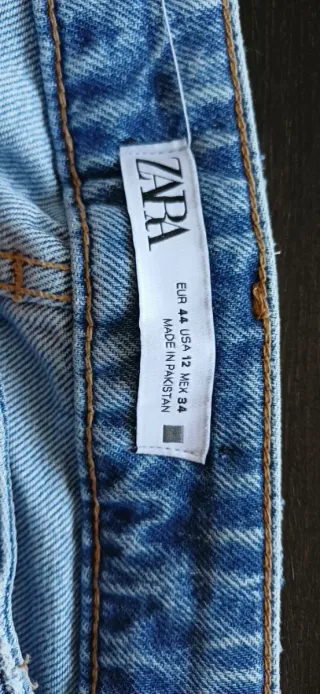 ZARA
EUR 44 USA 12 MEX 34
MADE IN PAKISTAN